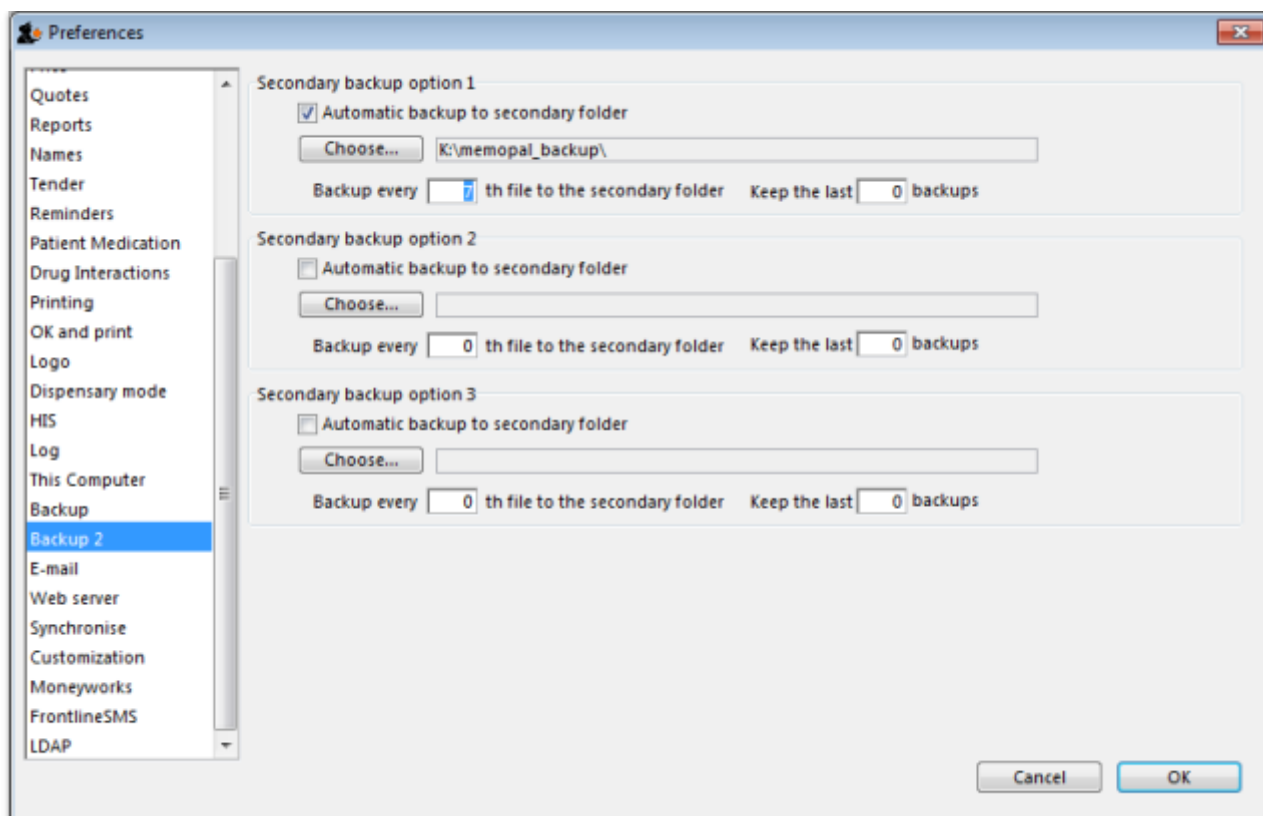 Preferences
Quotes
Reports
Names
Tender
Reminders
Patient Medication
Drug Interactions
Printing
OK and print
Logo
Dispensary mode
HIS
Log
This Computer
Backup
Backup 2
E-mail
Web server
Synchronise
Customization
Moneyworks
FrontlineSMS
LDAP
Secondary backup option 1
Automatic backup to secondary folder
Choose... K:\memopal_backup\
Backup every 7 th file to the secondary folder Keep the last 0 backups
Secondary backup option 2
Automatic backup to secondary folder
Choose...
Backup every 0 th file to the secondary folder Keep the last 0 backups
Secondary backup option 3
Automatic backup to secondary folder
Choose...
Backup every 0 th file to the secondary folder Keep the last 0 backups
Cancel OK